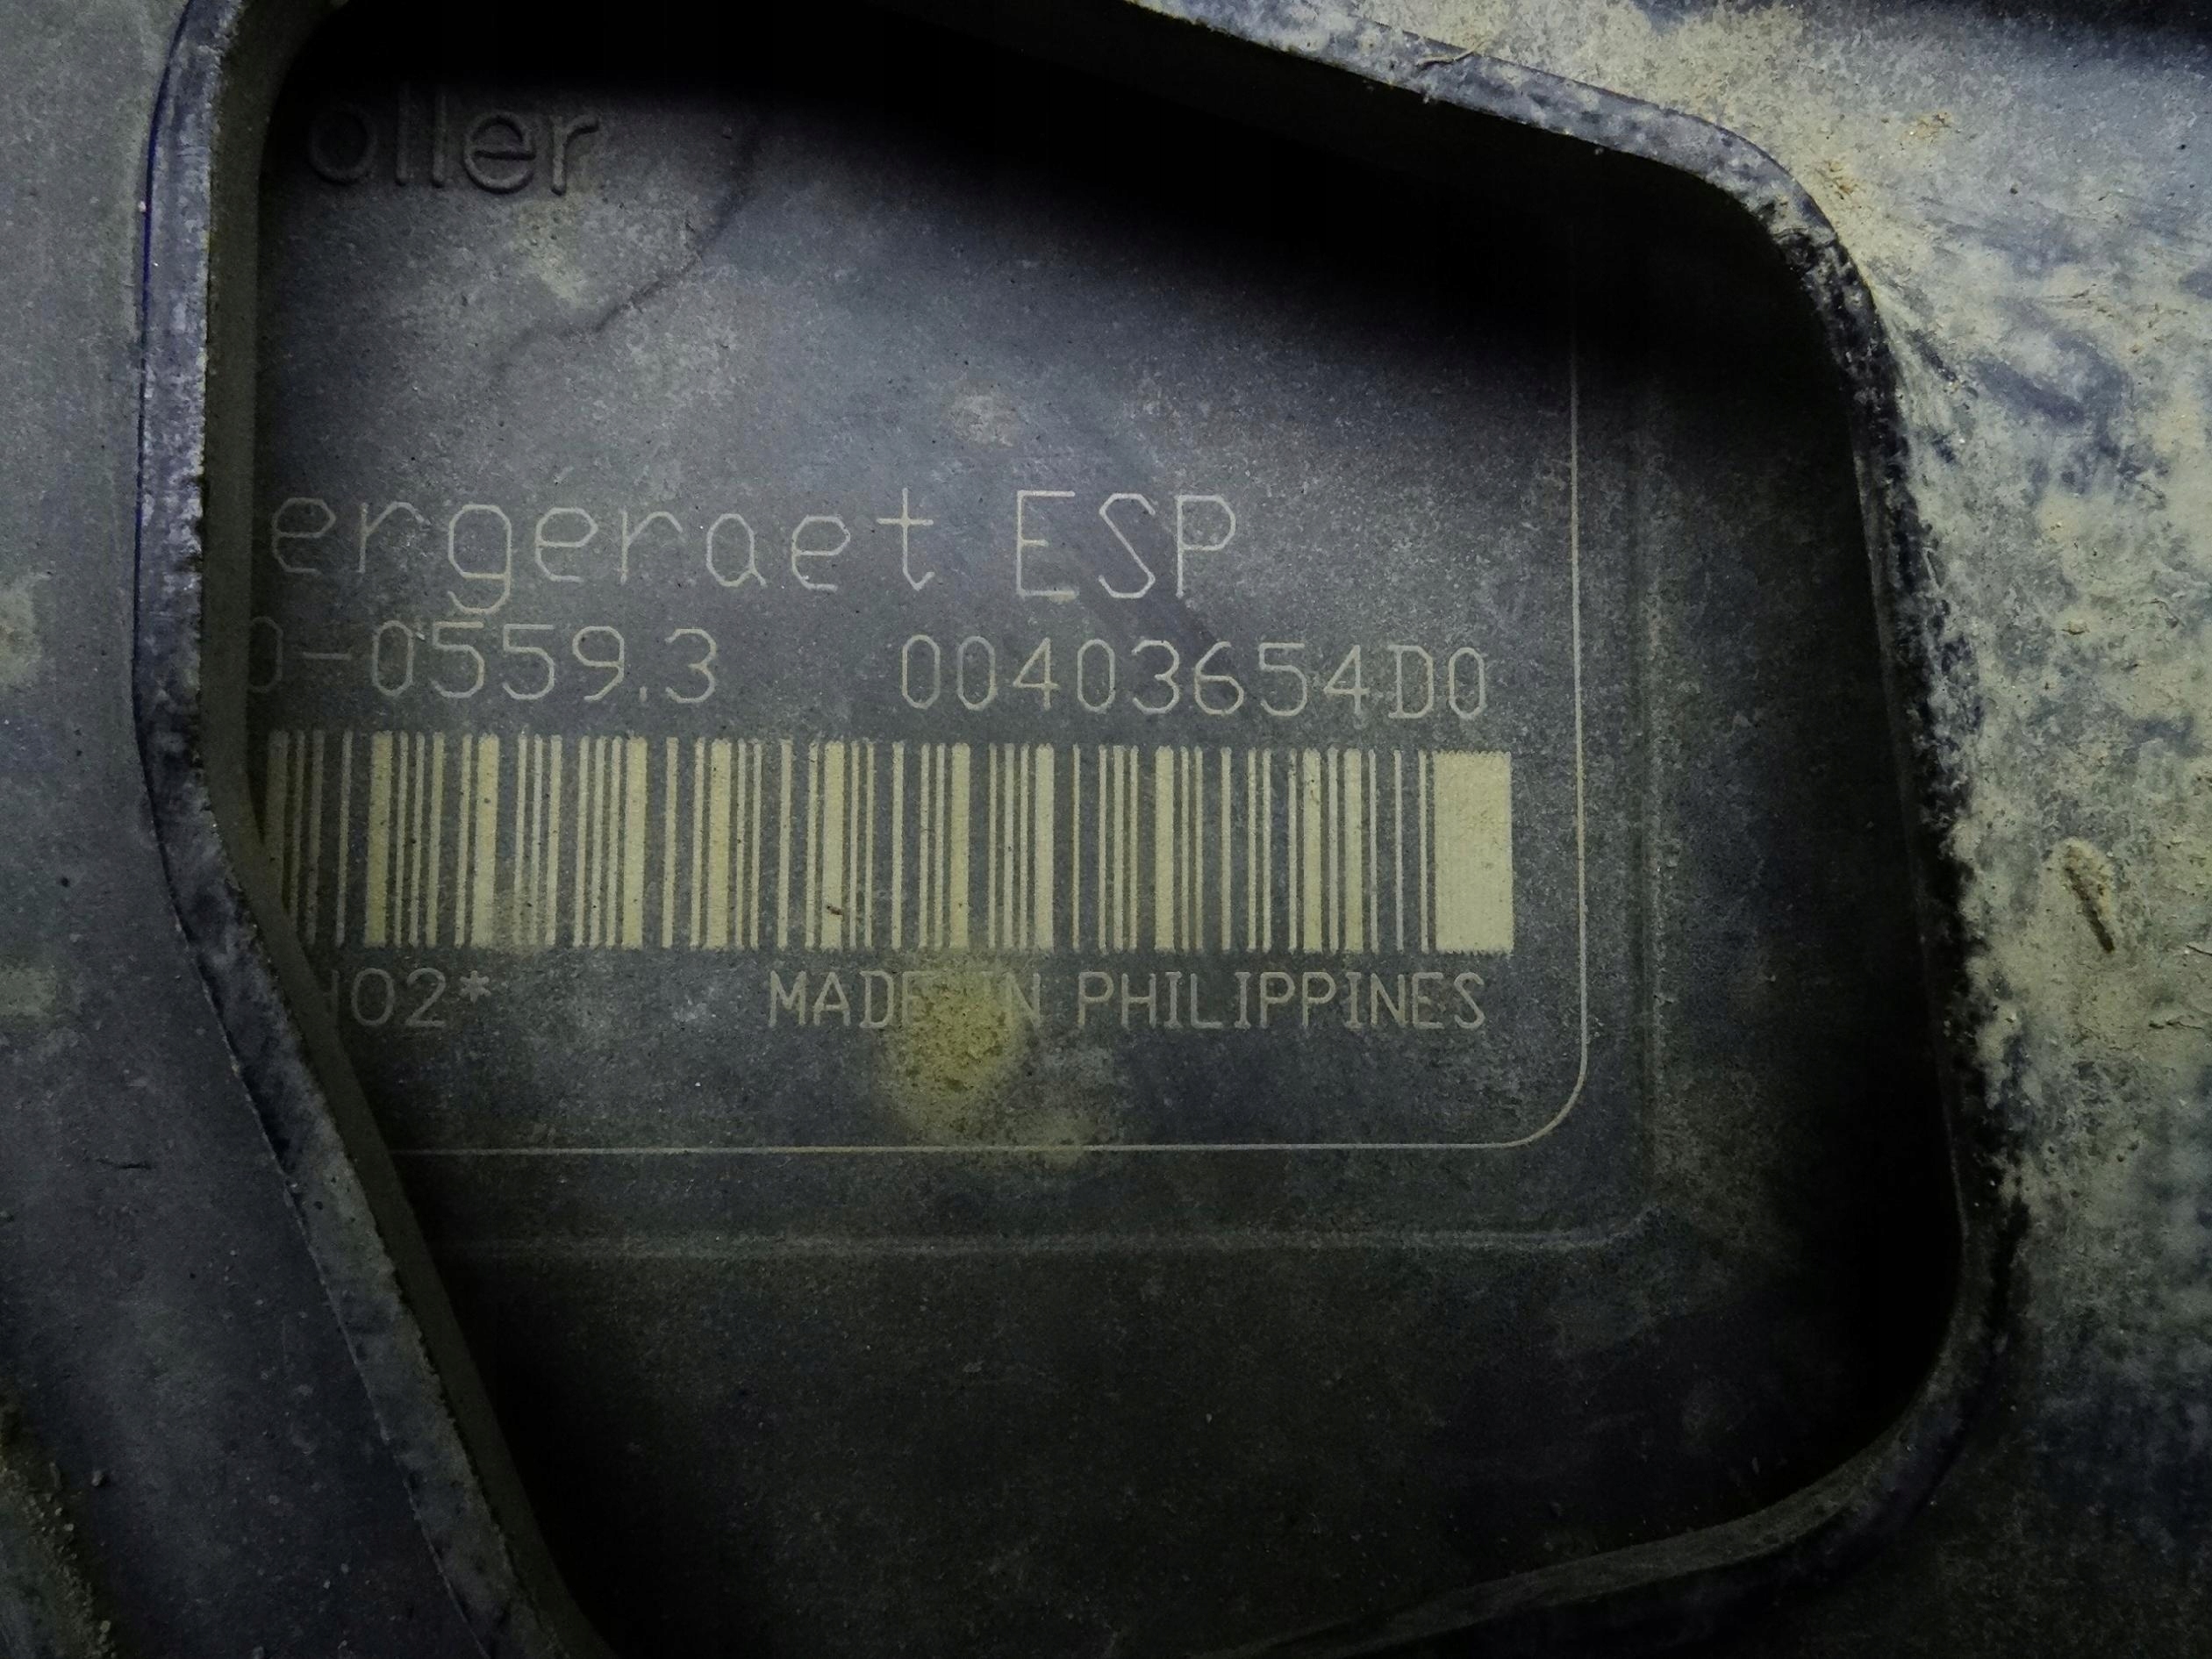 oller
ergeraet ESP
0-0559.3 00403654D0
H02* MADE IN PHILIPPINES